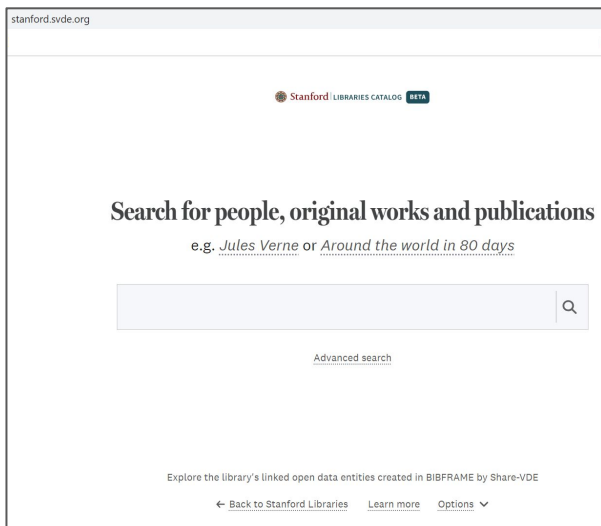 stanford.svde.org
Stanford LIBRARIES CATALOG BETA
Search for people, original works and publications
e.g. Jules Verne or Around the world in 80 days
Advanced search
Explore the library's linked open data entities created in BIBFRAME by Share-VDE
← Back to Stanford Libraries Learn more Options